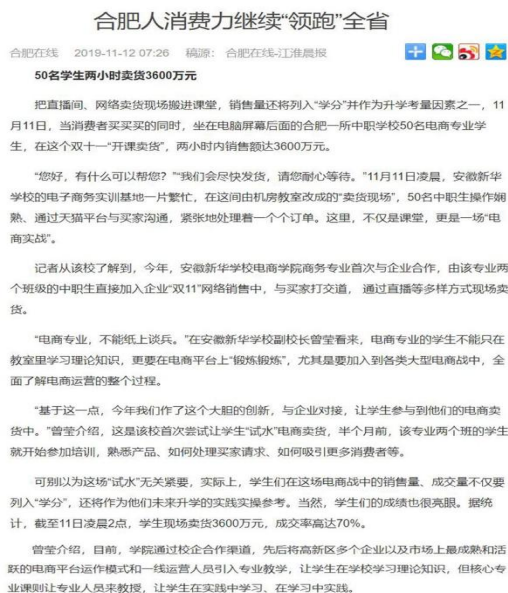 合肥人消费力继续“领跑”全省
合肥在线 2019-11-12 07:26 稿源： 合肥在线-江淮晨报
50名学生两小时卖货3600万元
把直播间、网络卖货现场搬进课堂，销售量还将列入“学分”并作为升学考量因素之一，11
月11日，当消费者买买买的同时，坐在电脑屏幕后面的合肥一所中职学校50名电商专业学
生，在这个双十一“开课卖货”，两小时内销售额达3600万元。
“您好，有什么可以帮您？”“我们会尽快发货，请您耐心等待。”11月11日凌晨，安徽新华
学校的电子商务实训基地一片繁忙，在这间由机房教室改成的“卖货现场”，50名中职生操作娴
熟、通过天猫平台与买家沟通，紧张地处理着一个个订单。这里，不仅是课堂，更是一场“电
商实战”。
记者从该校了解到，今年，安徽新华学校电商学院商务专业首次与企业合作，由该专业两
个班级的中职生直接加入企业“双11”网络销售中，与买家打交道， 通过直播等多样方式现场卖
货。
“电商专业，不能纸上谈兵。”在安徽新华学校副校长曾莹看来，电商专业的学生不能只在
教室里学习理论知识，更要在电商平台上“锻炼锻炼”，尤其是要加入到各类大型电商战中，全
面了解电商运营的整个过程。
“基于这一点，今年我们作了这个大胆的创新，与企业对接，让学生参与到他们的电商卖
货中。”曾莹介绍，这是该校首次尝试让学生“试水”电商卖货，半个月前，该专业两个班的学生
就开始参加培训，熟悉产品、如何处理买家请求、如何吸引更多消费者等。
可别以为这场“试水”无关紧要，实际上，学生们在这场电商战中的销售量、成交量不仅要
列入“学分”，还将作为他们未来升学的实践实操参考。当然，学生们的成绩也很亮眼。据统
计，截至11日凌晨2点，学生现场卖货3600万元，成交率高达70%。
曾莹介绍，目前，学院通过校企合作渠道，先后将高新区多个企业以及市场上最成熟和活
跃的电商平台运作模式和一线运营人员引入专业教学，让学生在学校学习理论知识，但核心专
业课则让专业人员来教授，让学生在实践中学习、在学习中实践。